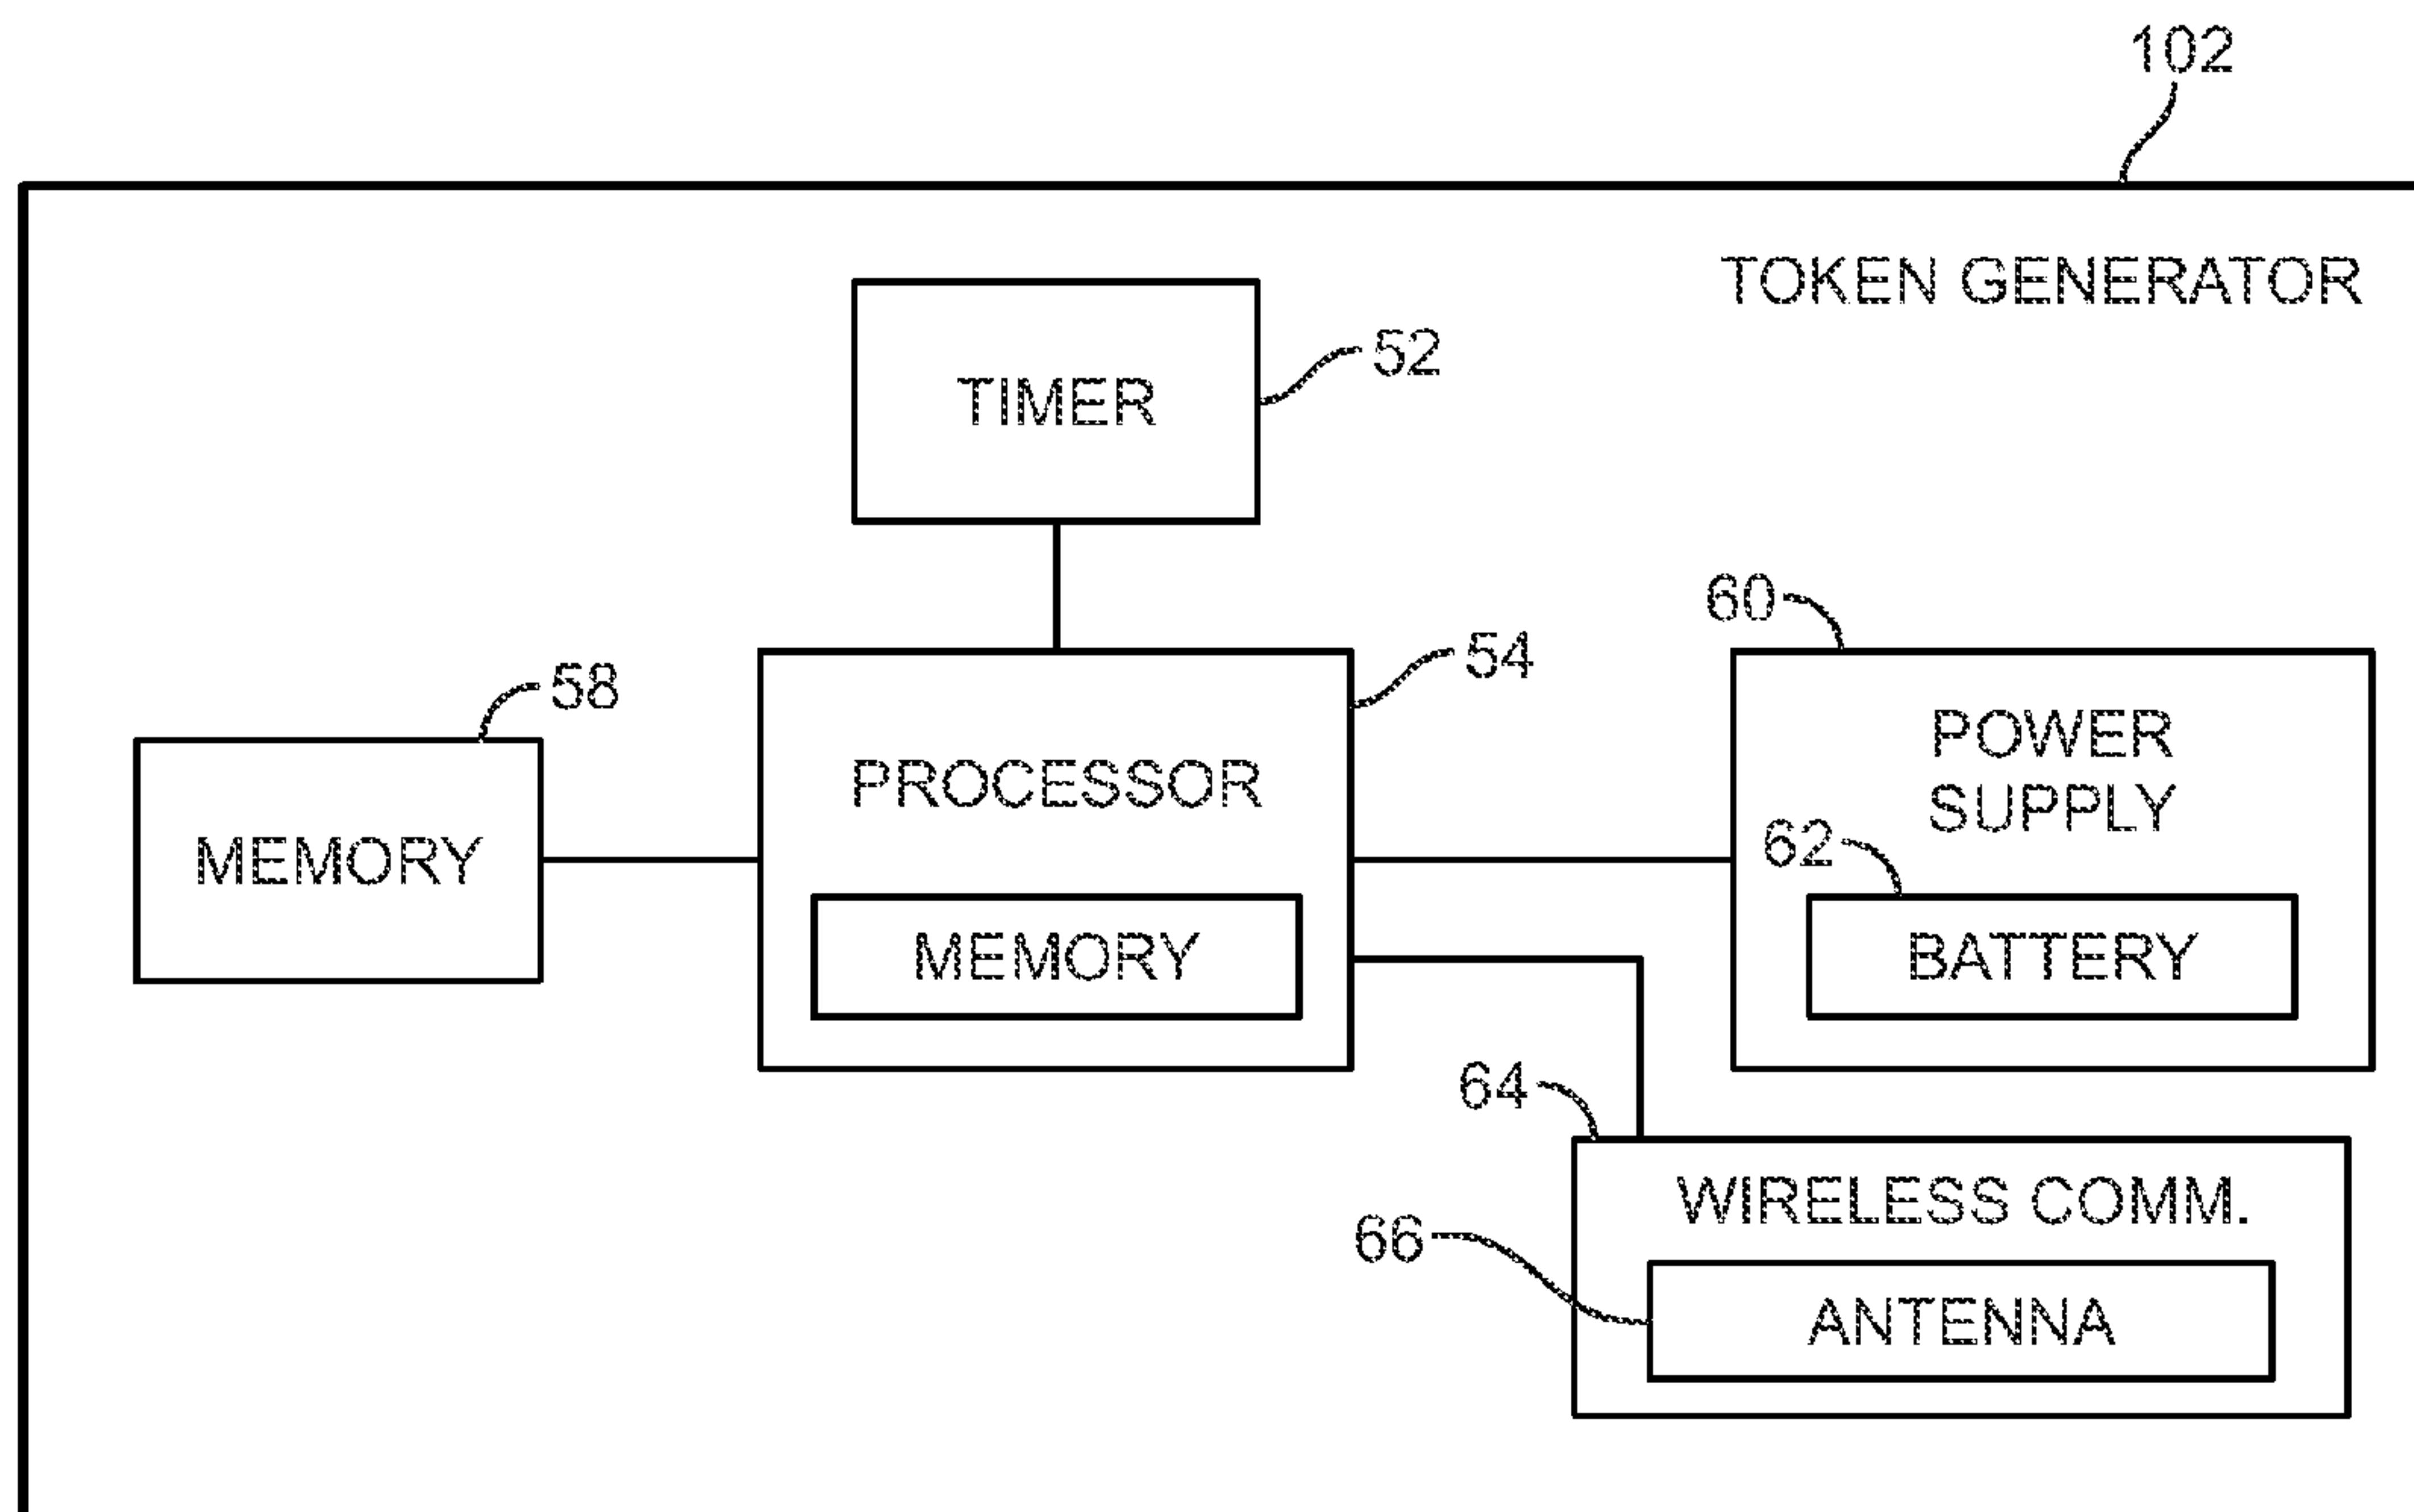 102
TOKEN GENERATOR
TIMER
52
60
54
58
POWER
SUPPLY
PROCESSOR
62
MEMORY
MEMORY
BATTERY
64
WIRELESS COMM.
66
ANTENNA